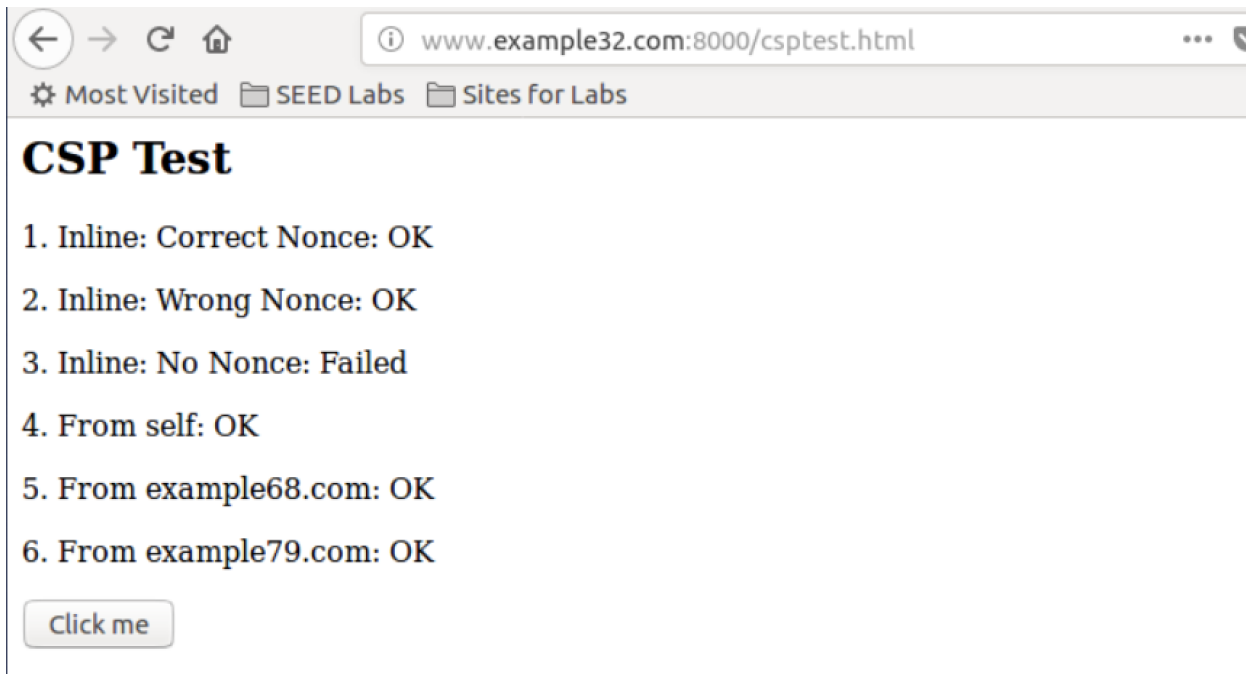 www.example32.com:8000/csptest.html
Most Visited SEED Labs Sites for Labs
CSP Test
1. Inline: Correct Nonce: OK
2. Inline: Wrong Nonce: OK
3. Inline: No Nonce: Failed
4. From self: OK
5. From example68.com: OK
6. From example79.com: OK
Click me